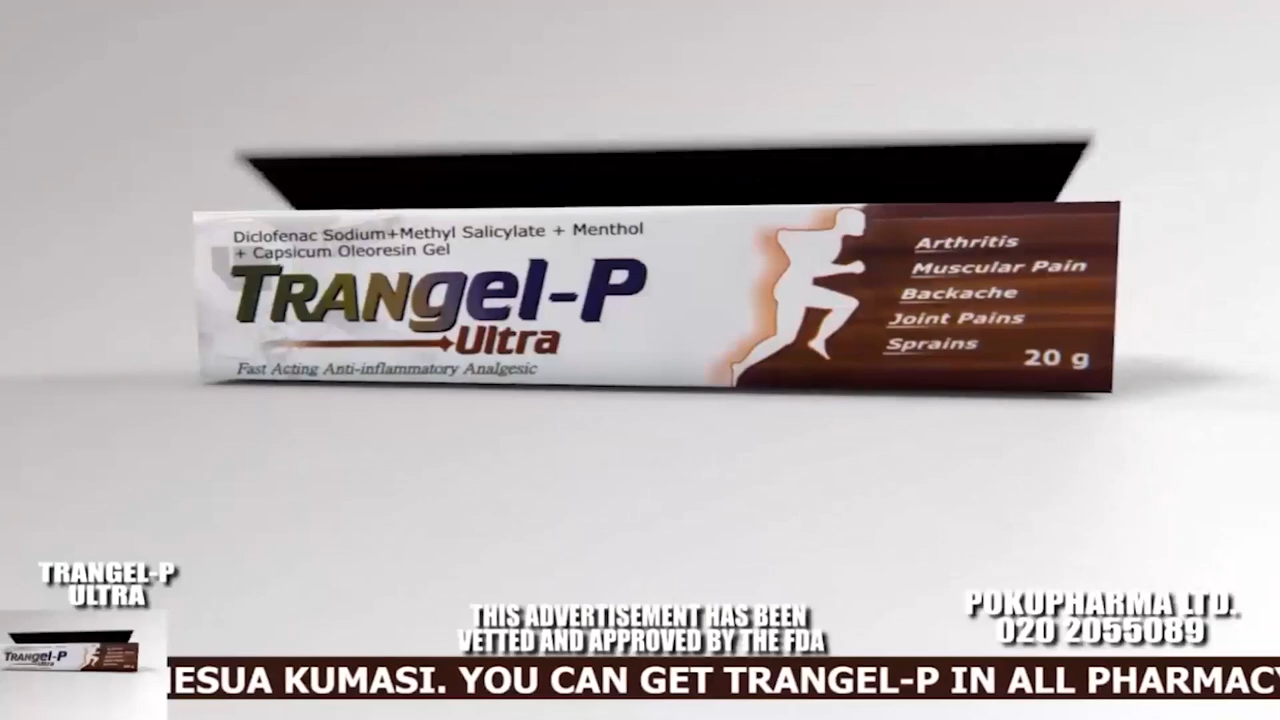 Diclofenac Sodium+Methyl Salicylate + Menthol
+ Capsicum Oleoresin Gel
TRANgel-P
Ultra
Fast Acting Anti-inflammatory Analgesic
Arthritis
Muscular Pain
Backache
Joint Pains
Sprains
20 g
TRANGEL-P
ULTRA
TRANgel-P
Ultra
THIS ADVERTISEMENT HAS BEEN
VETTED AND APPROVED BY THE FDA
POKUPHARMA LTD.
020 2055089
ESUA KUMASI. YOU CAN GET TRANGEL-P IN ALL PHARMACY